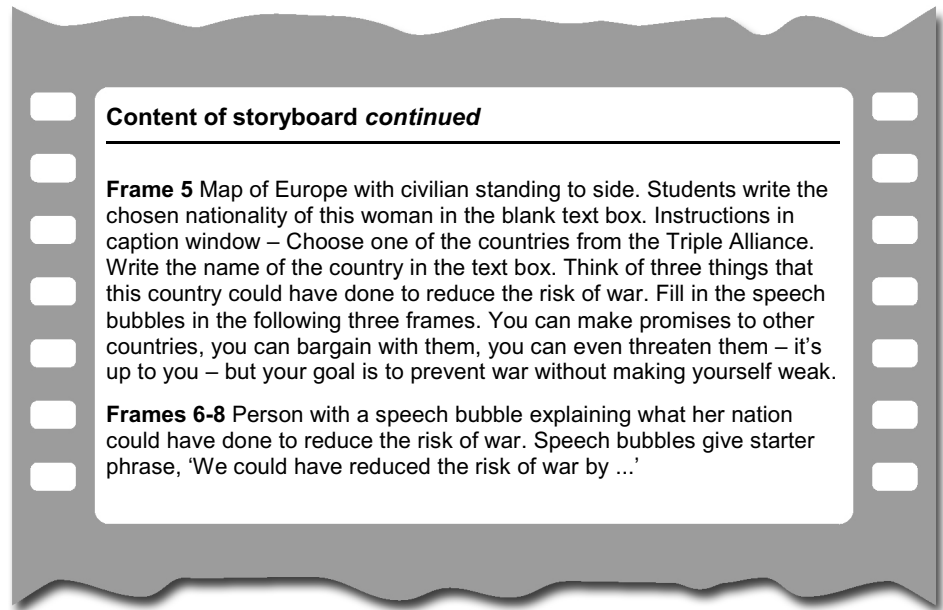 Content of storyboard continued
Frame 5 Map of Europe with civilian standing to side. Students write the
chosen nationality of this woman in the blank text box. Instructions in
caption window – Choose one of the countries from the Triple Alliance.
Write the name of the country in the text box. Think of three things that
this country could have done to reduce the risk of war. Fill in the speech
bubbles in the following three frames. You can make promises to other
countries, you can bargain with them, you can even threaten them – it’s
up to you – but your goal is to prevent war without making yourself weak.
Frames 6-8 Person with a speech bubble explaining what her nation
could have done to reduce the risk of war. Speech bubbles give starter
phrase, ‘We could have reduced the risk of war by ...’